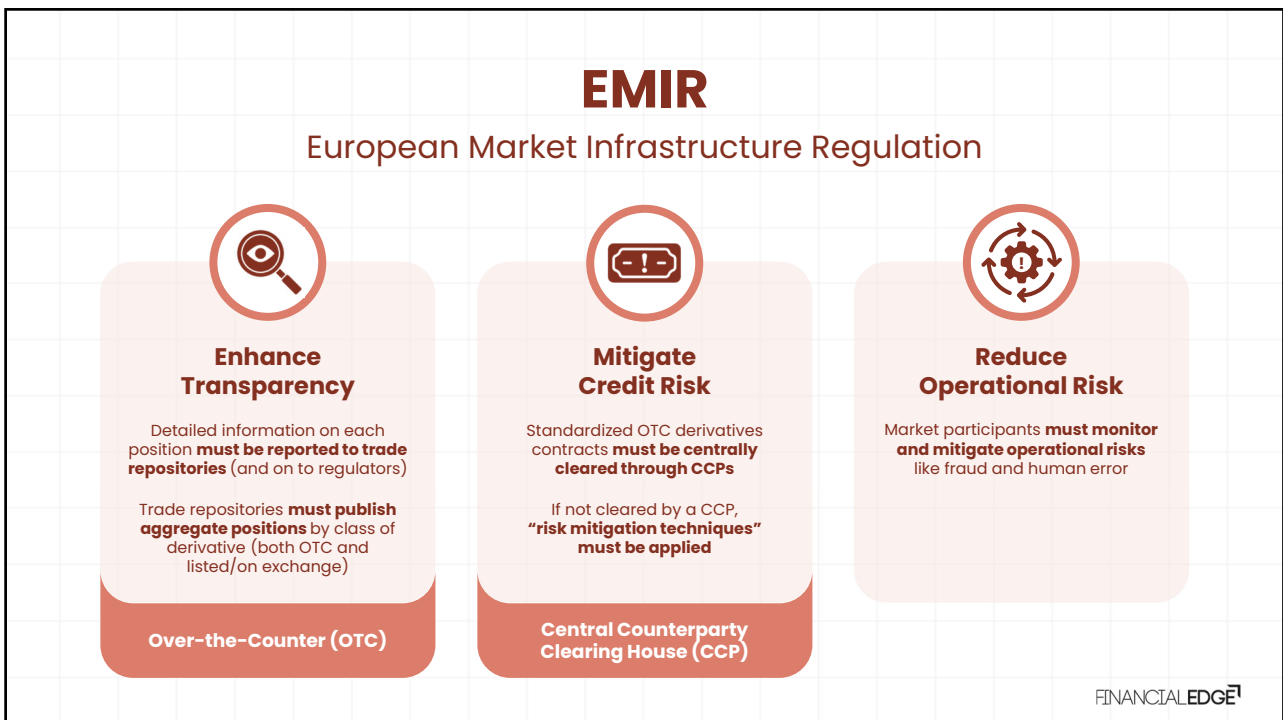 EMIR
European Market Infrastructure Regulation
Enhance
Transparency
Detailed information on each
position must be reported to trade
repositories (and on to regulators)
Trade repositories must publish
aggregate positions by class of
derivative (both OTC and
listed/on exchange)
Over-the-Counter (OTC)
Mitigate
Credit Risk
Standardized OTC derivatives
contracts must be centrally
cleared through CCPs
If not cleared by a CCP,
“risk mitigation techniques”
must be applied
Central Counterparty
Clearing House (CCP)
Reduce
Operational Risk
Market participants must monitor
and mitigate operational risks
like fraud and human error
FINANCIALEDGE